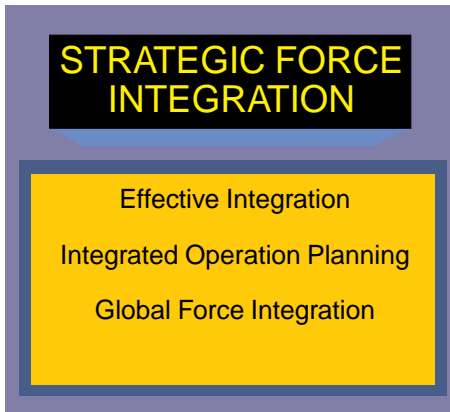 STRATEGIC FORCE
INTEGRATION
Effective Integration
Integrated Operation Planning
Global Force Integration